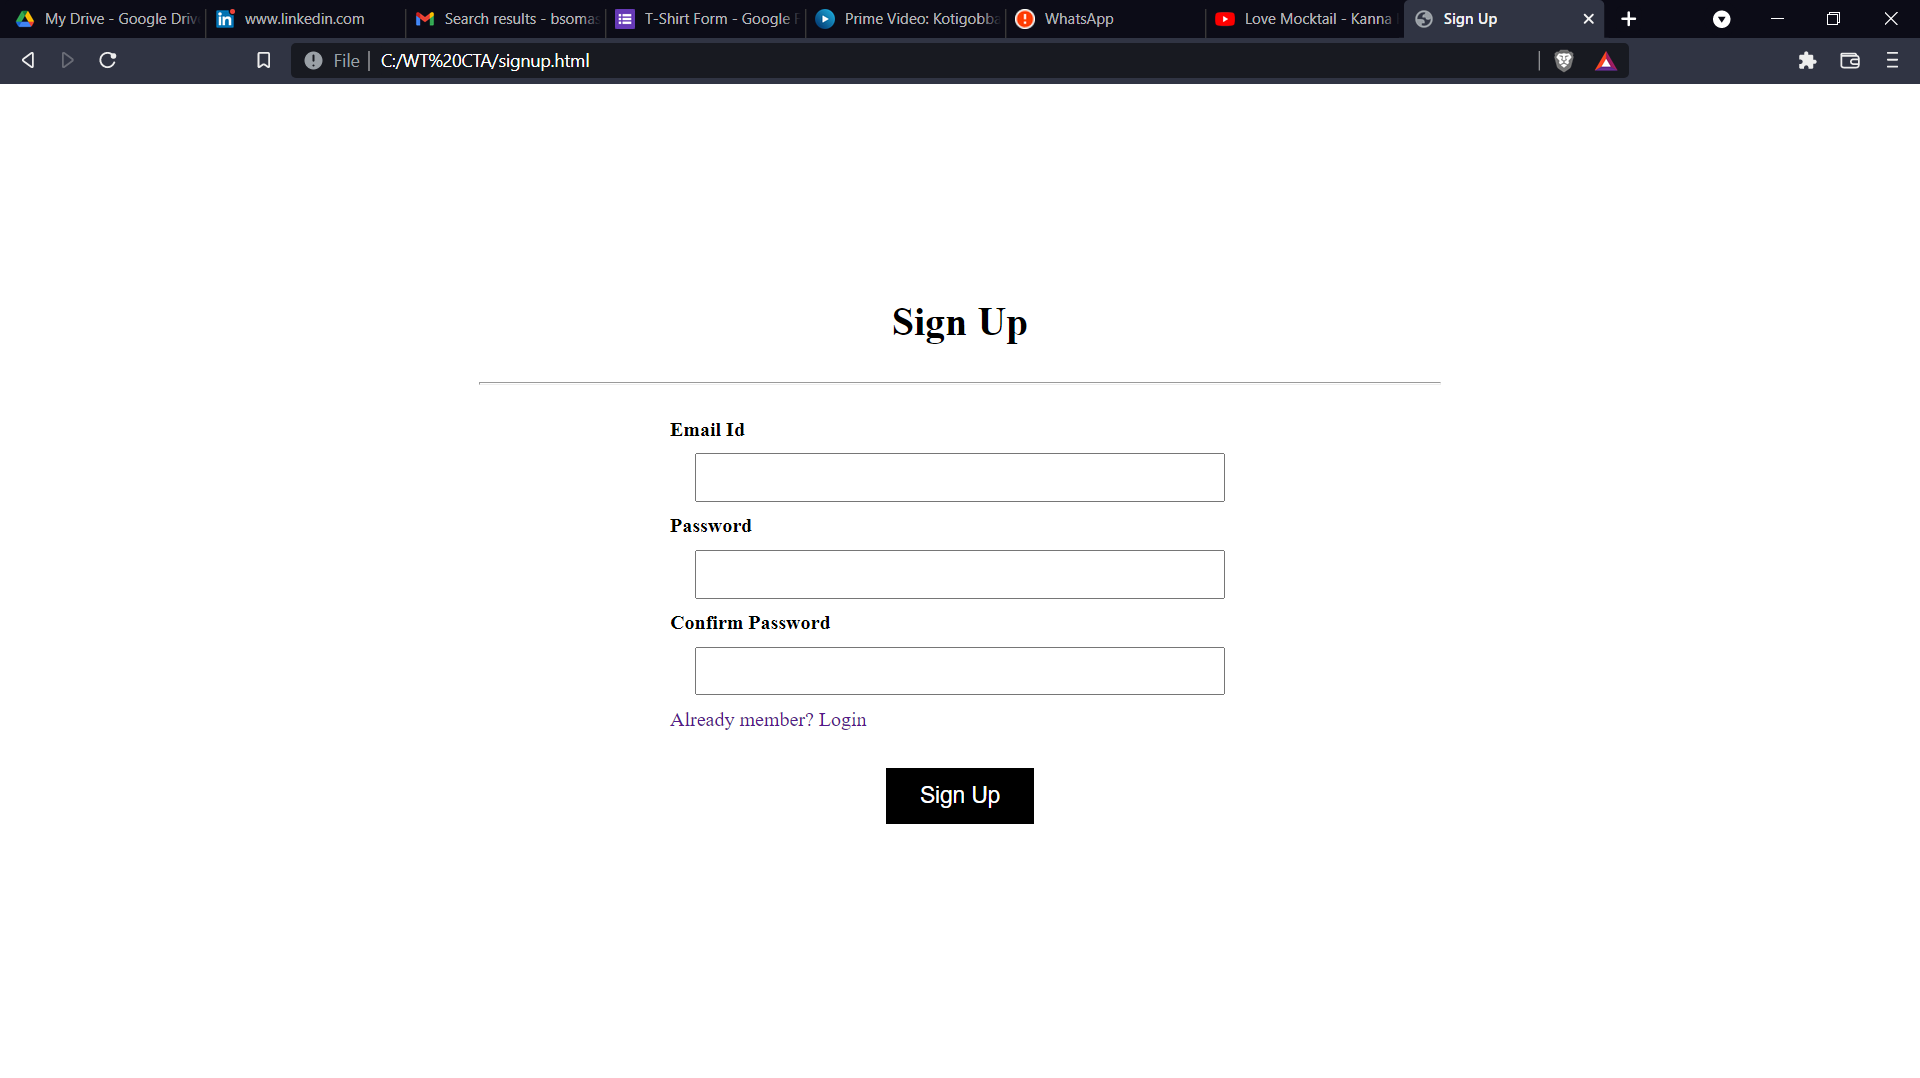 My Drive - Google Driv
www.linkedin.com
Search results - bsomas
T-Shirt Form - Google F
Prime Video: Kotigobba
WhatsApp
Love Mocktail - Kanna
Sign Up
File
C:/WT%20CTA/signup.html
Sign Up
Email Id
Password
Confirm Password
Already member? Login
Sign Up